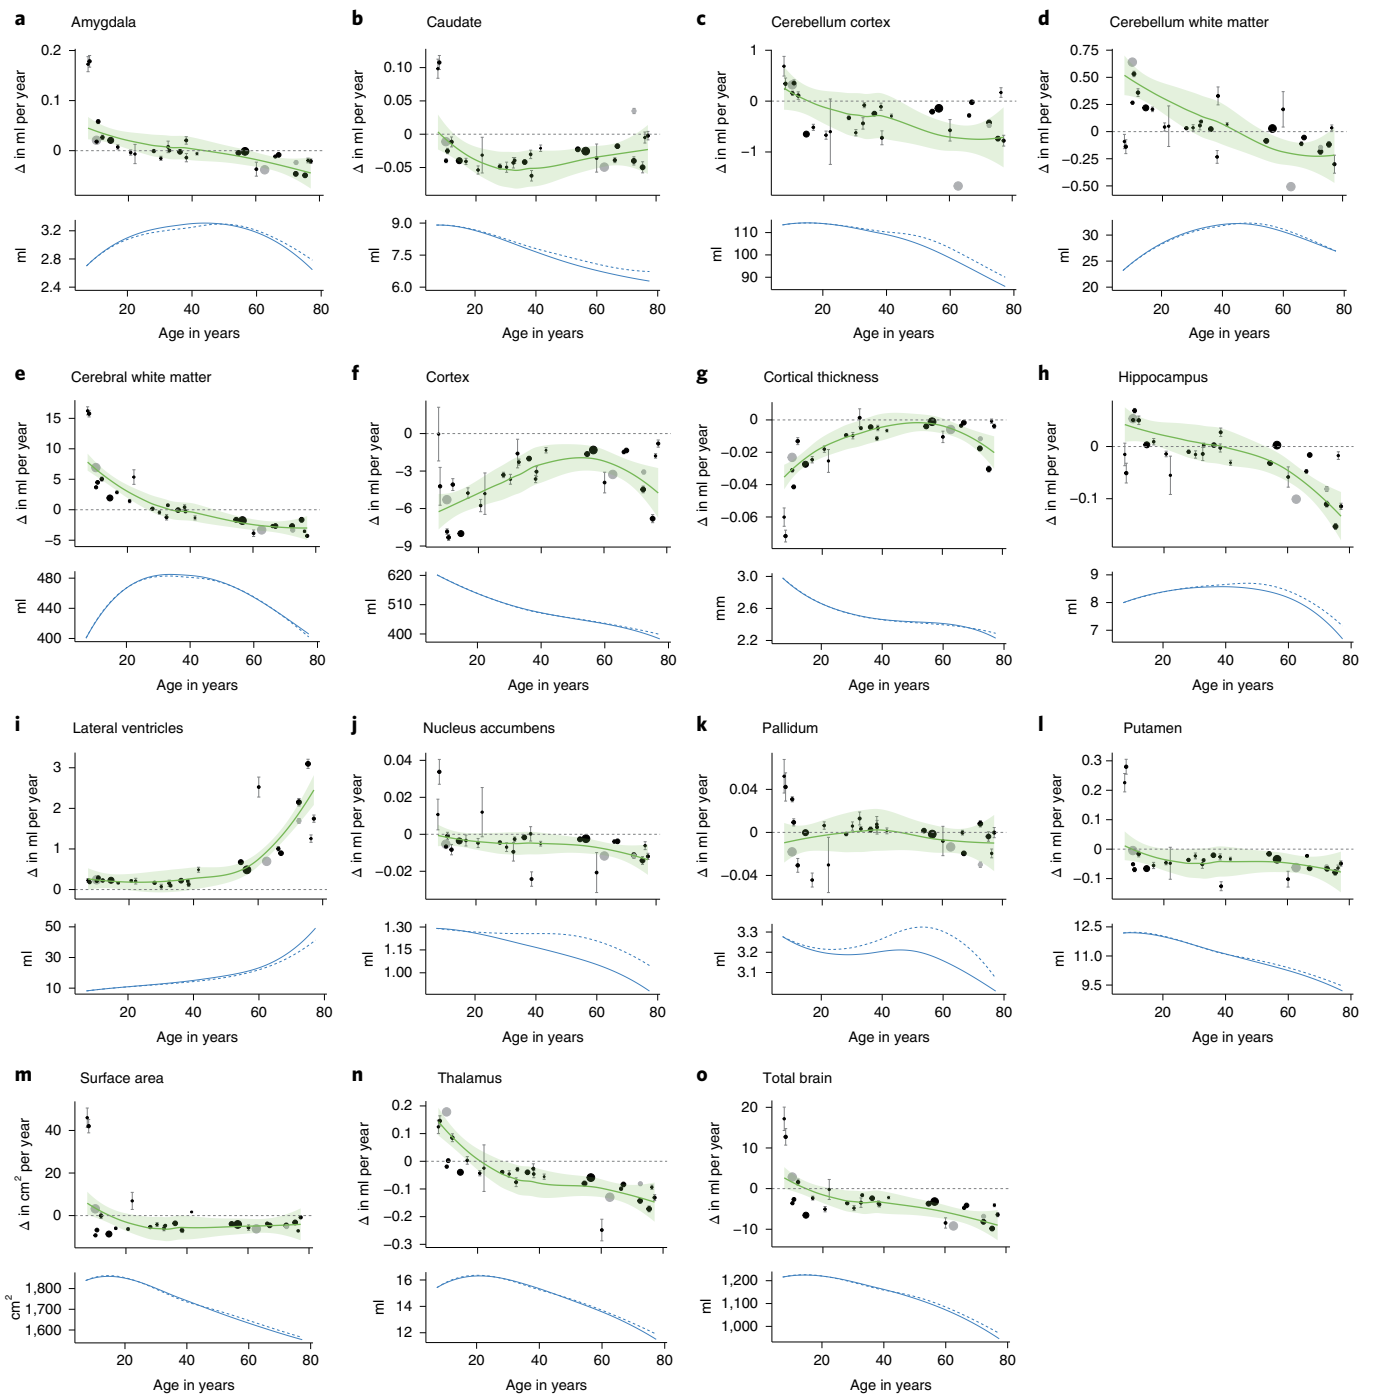 a Amygdala
b Caudate
c Cerebellum cortex
d Cerebellum white matter
Δ in ml per year
0.2
0.1
0
Δ in ml per year
0.10
0.05
0
−0.05
Δ in ml per year
1
0
−1
Δ in ml per year
0.75
0.50
0.25
0
−0.25
−0.50
ml
3.2
2.8
2.4
ml
9.0
7.5
6.0
ml
110
100
90
ml
30
25
20
20 40 60 80
20 40 60 80
20 40 60 80
20 40 60 80
Age in years
Age in years
Age in years
Age in years
e Cerebral white matter
f Cortex
g Cortical thickness
h Hippocampus
Δ in ml per year
15
10
5
0
−5
Δ in ml per year
0
−3
−6
−9
Δ in ml per year
0
−0.02
−0.04
−0.06
Δ in ml per year
0
−0.1
ml
480
440
400
ml
620
510
400
mm
3.0
2.6
2.2
ml
9
8
7
20 40 60 80
20 40 60 80
20 40 60 80
20 40 60 80
Age in years
Age in years
Age in years
Age in years
i Lateral ventricles
j Nucleus accumbens
k Pallidum
l Putamen
Δ in ml per year
3
2
1
0
Δ in ml per year
0.04
0.02
0
−0.02
Δ in ml per year
0.04
0
−0.04
Δ in ml per year
0.3
0.2
0.1
0
−0.1
ml
50
30
10
ml
1.30
1.00
ml
3.3
3.2
3.1
ml
12.5
11.0
9.5
20 40 60 80
20 40 60 80
20 40 60 80
20 40 60 80
Age in years
Age in years
Age in years
Age in years
m Surface area
n Thalamus
o Total brain
Δ in cm² per year
40
20
0
Δ in ml per year
0.2
0.1
0
−0.1
−0.2
−0.3
Δ in ml per year
20
10
0
−10
cm²
1,800
1,700
1,600
ml
16
14
12
ml
1,200
1,100
1,000
20 40 60 80
20 40 60 80
20 40 60 80
Age in years
Age in years
Age in years